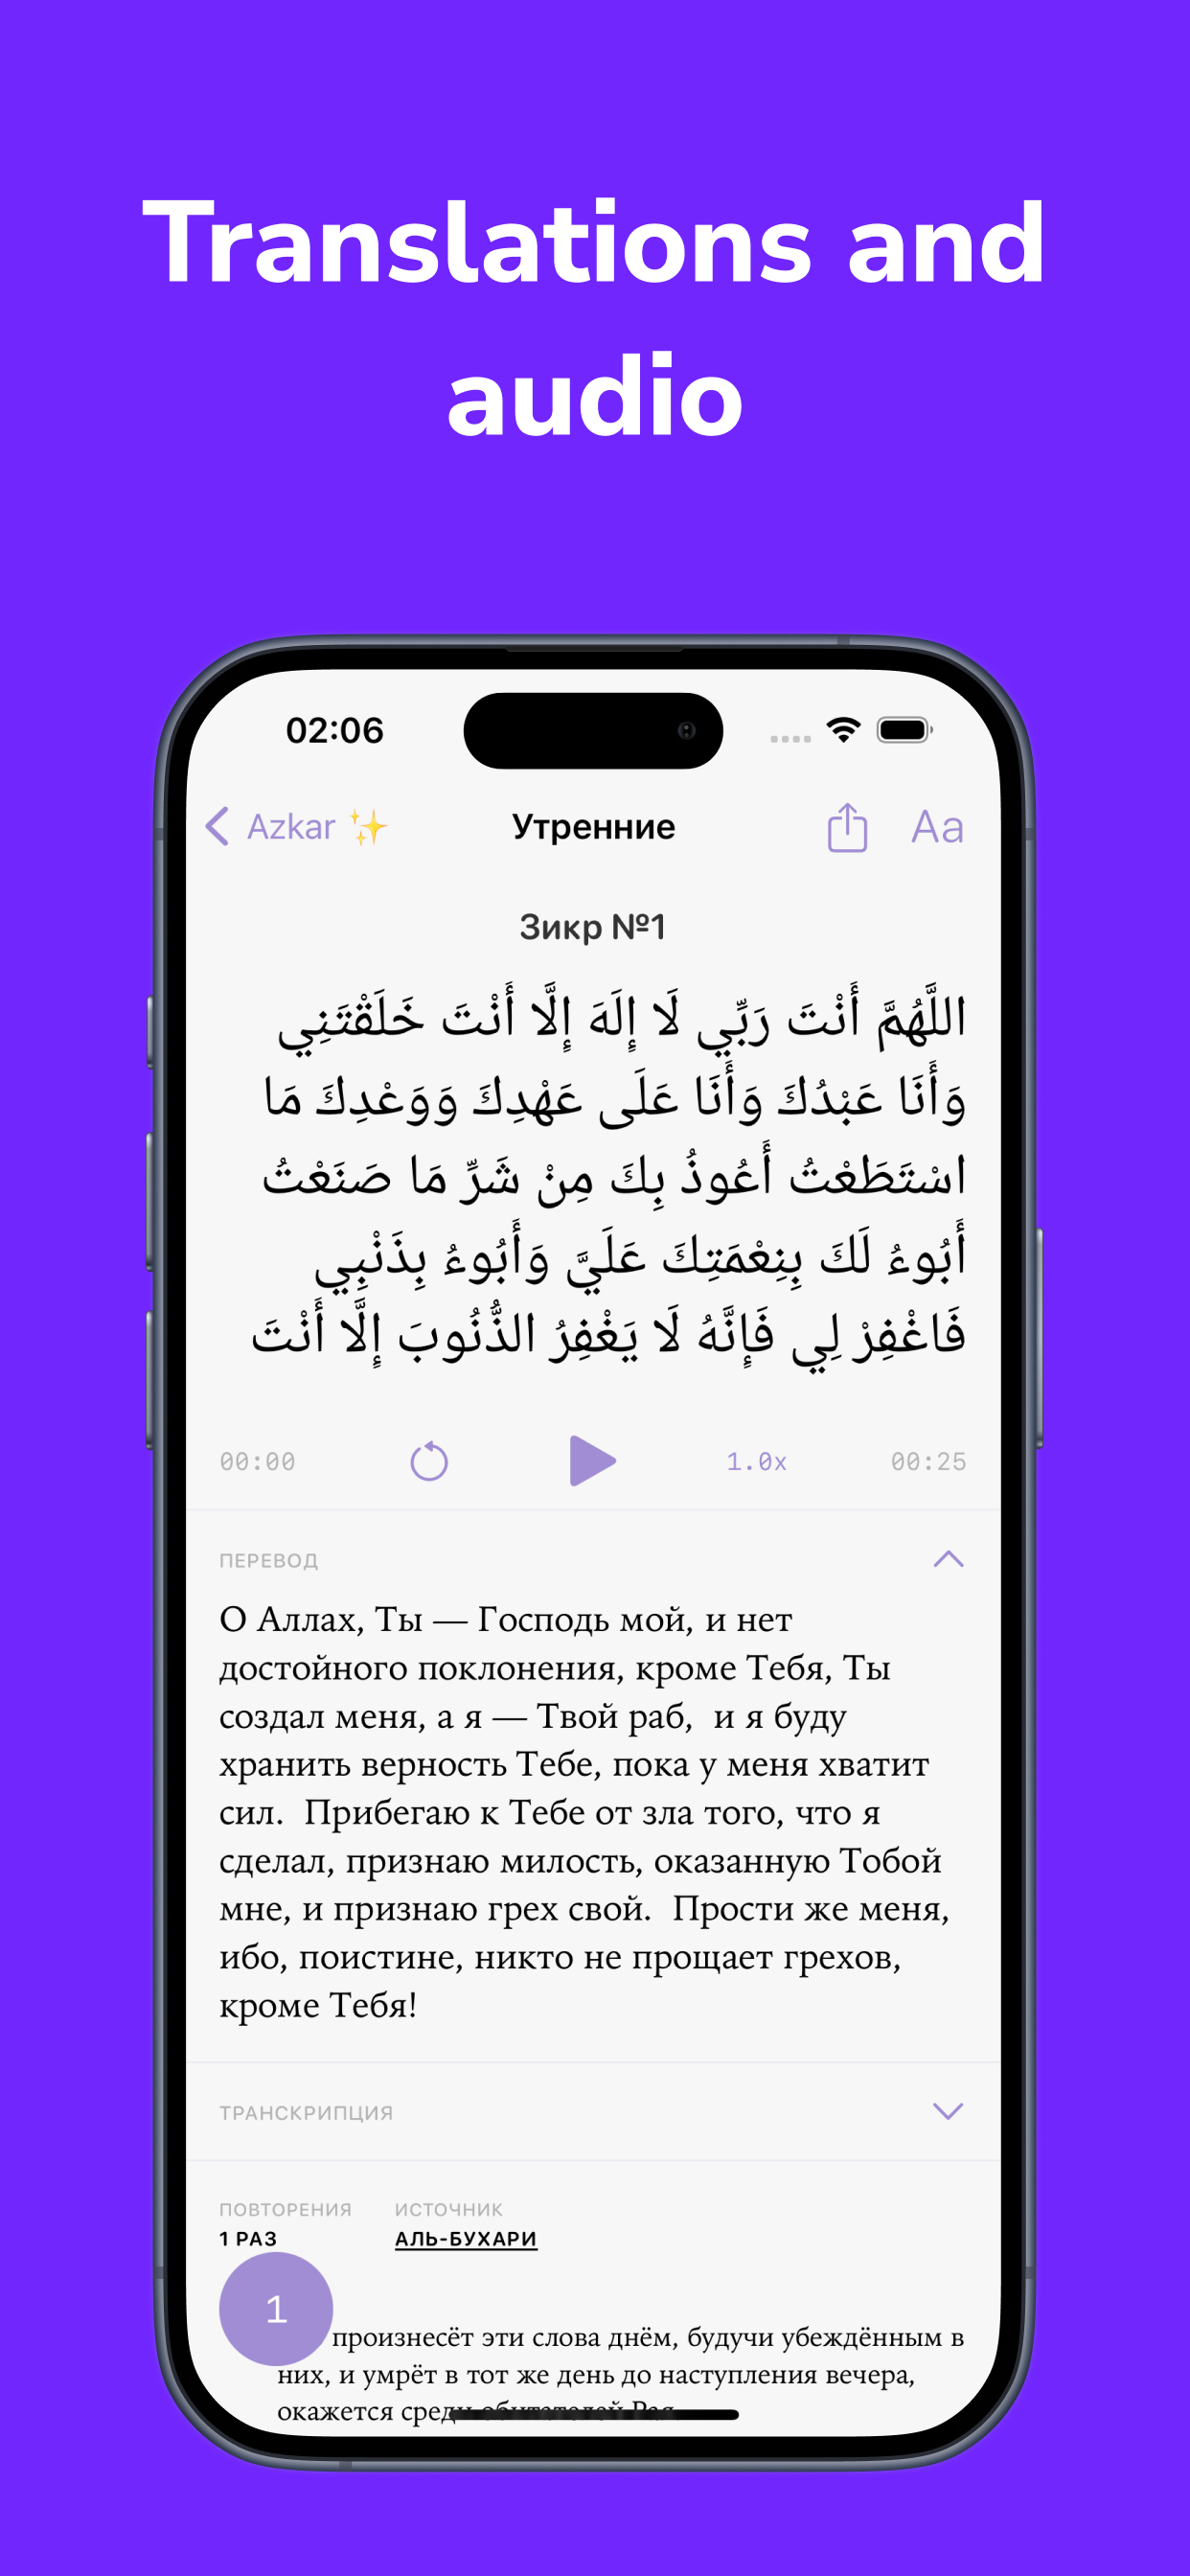 Translations and
audio
02:06
Azkar ✨
Утренние
Aa
Зикр №1
اللَّهُمَّ أَنْتَ رَبِّي لَا إِلَهَ إِلَّا أَنْتَ خَلَقْتَنِي
وَأَنَا عَبْدُكَ وَأَنَا عَلَى عَهْدِكَ وَوَعْدِكَ مَا
اسْتَطَعْتُ أَعُوذُ بِكَ مِنْ شَرِّ مَا صَنَعْتُ
أَبُوءُ لَكَ بِنِعْمَتِكَ عَلَيَّ وَأَبُوءُ بِذَنْبِي
فَاغْفِرْ لِي فَإِنَّهُ لَا يَغْفِرُ الذُّنُوبَ إِلَّا أَنْتَ
00:00
1.0x
00:25
ПЕРЕВОД
О Аллах, Ты — Господь мой, и нет
достойного поклонения, кроме Тебя, Ты
создал меня, а я — Твой раб, и я буду
хранить верность Тебе, пока у меня хватит
сил. Прибегаю к Тебе от зла того, что я
сделал, признаю милость, оказанную Тобой
мне, и признаю грех свой. Прости же меня,
ибо, поистине, никто не прощает грехов,
кроме Тебя!
ТРАНСКРИПЦИЯ
ПОВТОРЕНИЯ
1 РАЗ
ИСТОЧНИК
АЛЬ-БУХАРИ
1
произнесёт эти слова днём, будучи убеждённым в
них, и умрёт в тот же день до наступления вечера,
окажется среди обитателей Рая